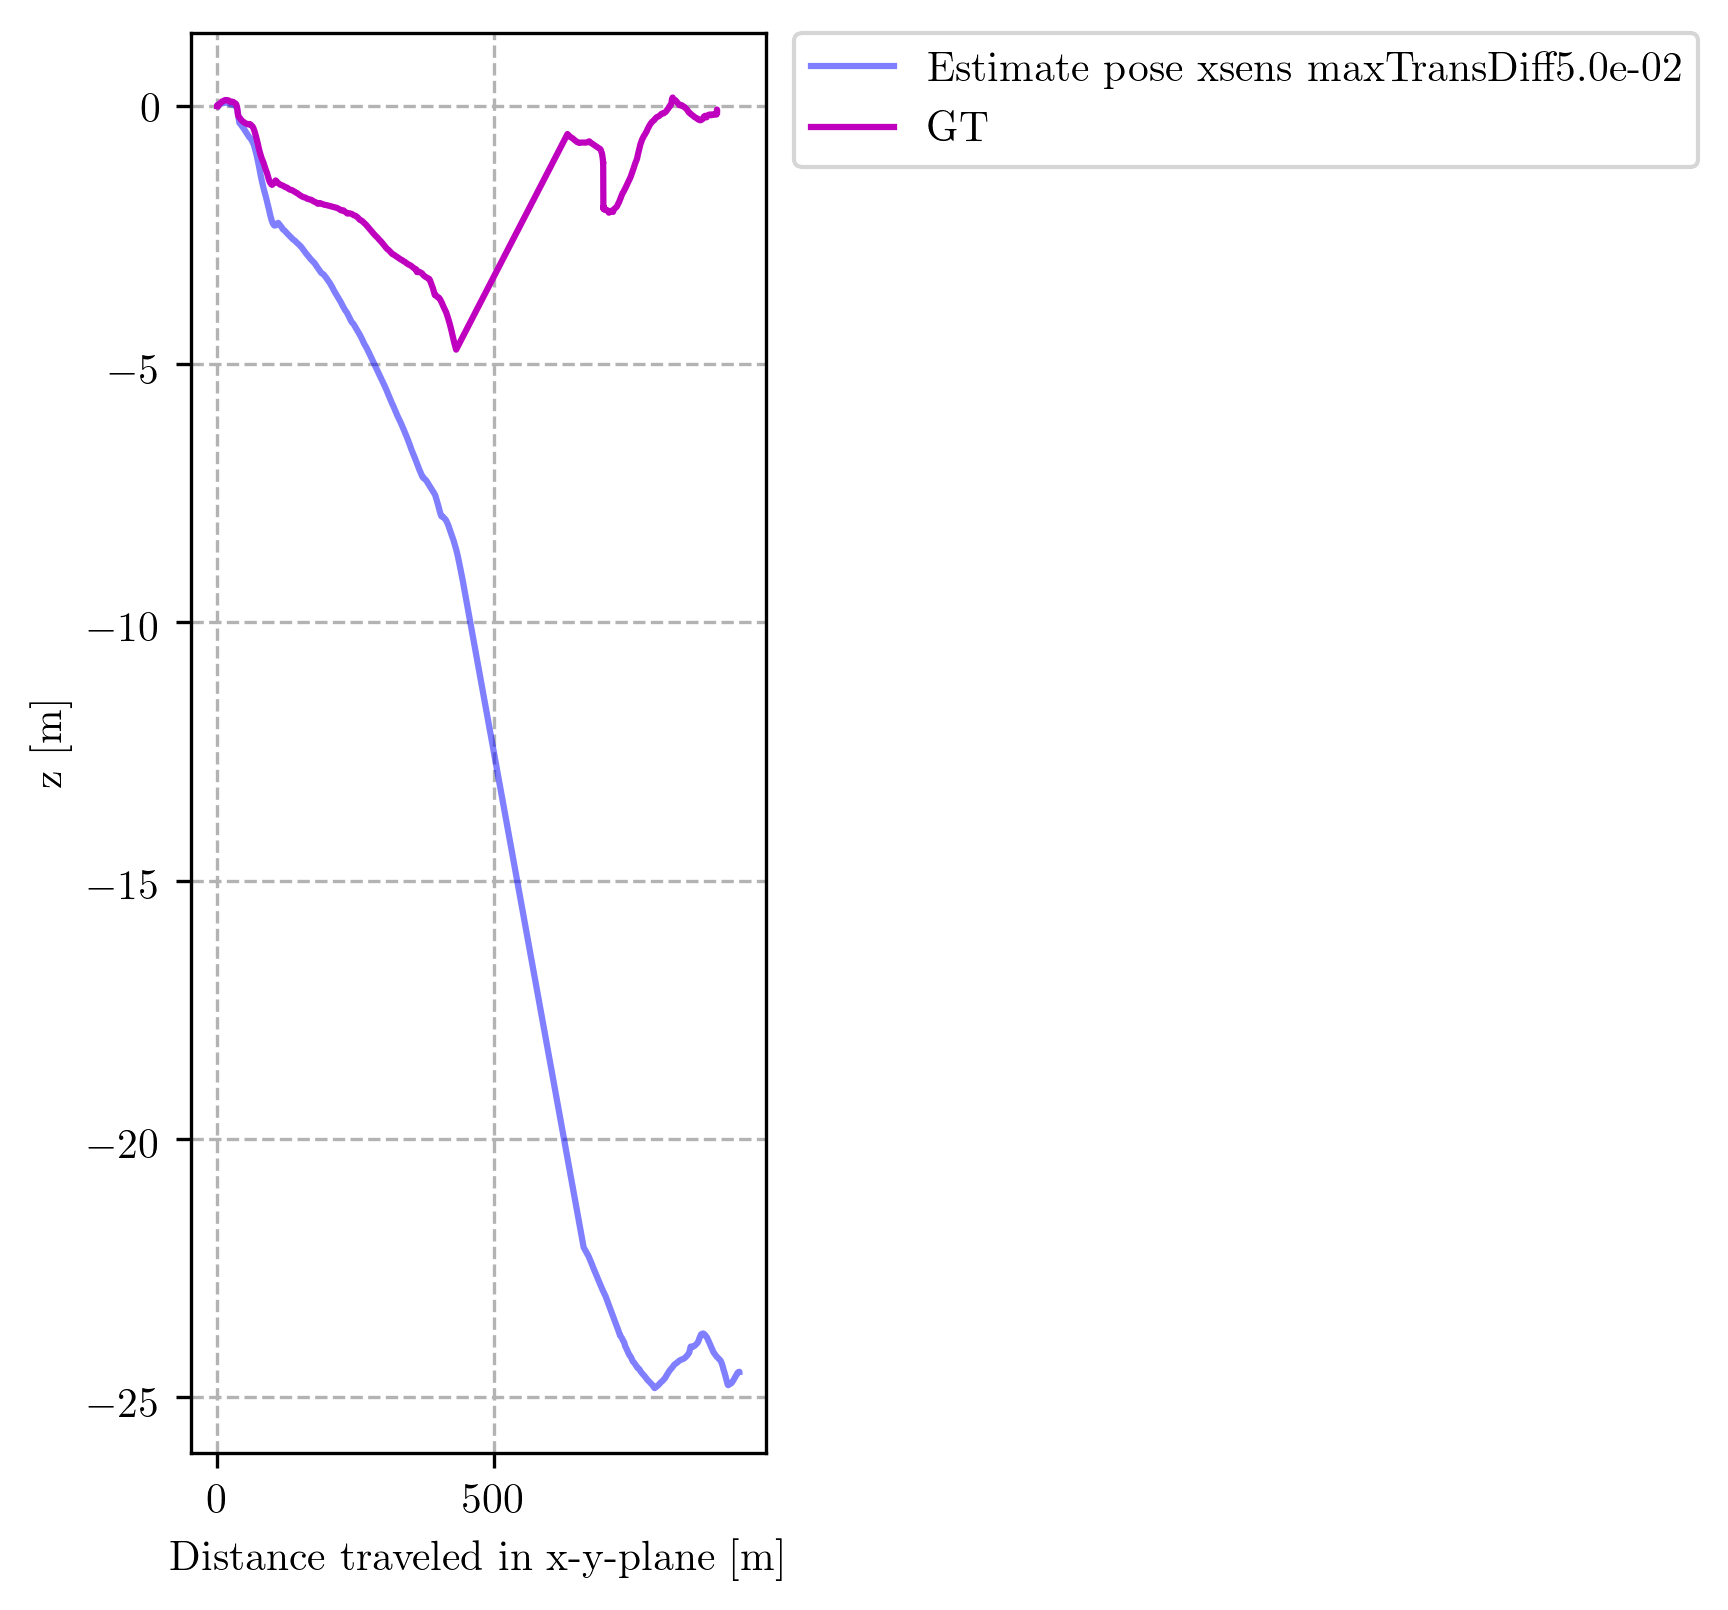 Estimate pose xsens maxTransDiff5.0e-02
GT
0
−5
−10
−15
−20
−25
z [m]
0 500
Distance traveled in x-y-plane [m]